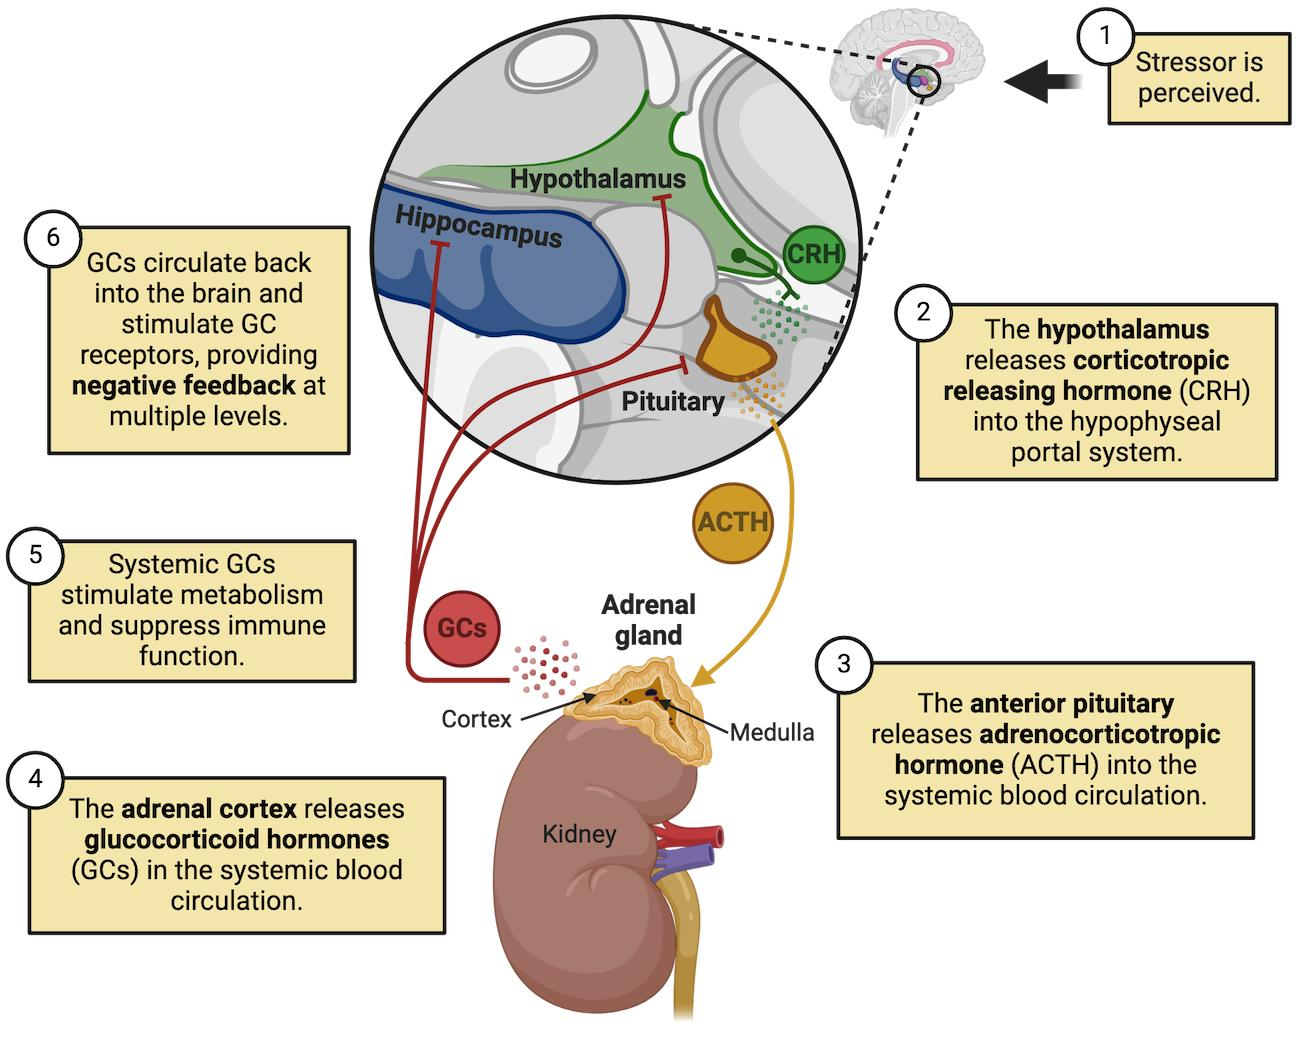 1
Stressor is
perceived.
Hypothalamus
Hippocampus
CRH
Pituitary
2
The hypothalamus
releases corticotropic
releasing hormone (CRH)
into the hypophyseal
portal system.
ACTH
3
The anterior pituitary
releases adrenocorticotropic
hormone (ACTH) into the
systemic blood circulation.
Adrenal
gland
GCs
Cortex
Medulla
Kidney
4
The adrenal cortex releases
glucocorticoid hormones
(GCs) in the systemic blood
circulation.
5
Systemic GCs
stimulate metabolism
and suppress immune
function.
6
GCs circulate back
into the brain and
stimulate GC
receptors, providing
negative feedback at
multiple levels.